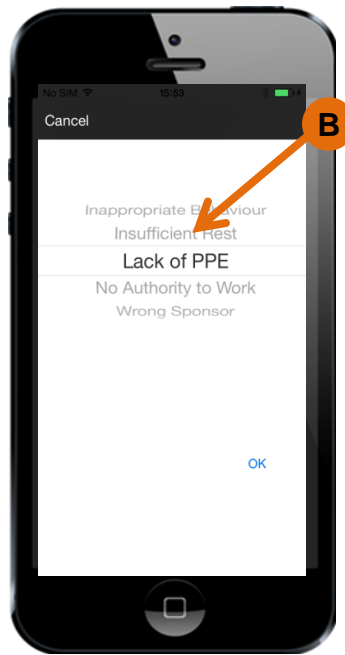 No SIM 15:53
Cancel
B
Inappropriate Behaviour
Insufficient Rest
Lack of PPE
No Authority to Work
Wrong Sponsor
OK